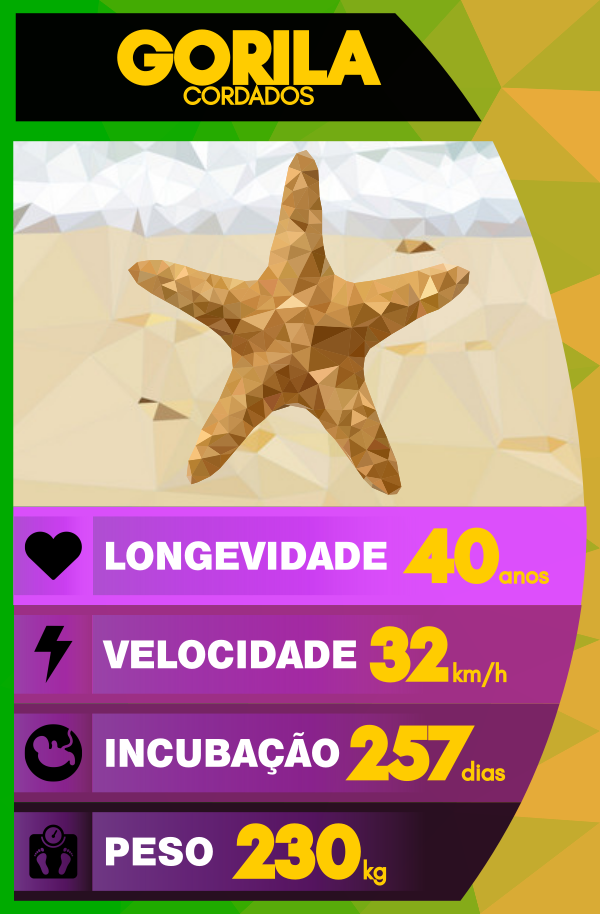 GORILA
CORDADOS
LONGEVIDADE 40 anos
VELOCIDADE 32 km/h
INCUBAÇÃO 257 dias
PESO 230 kg